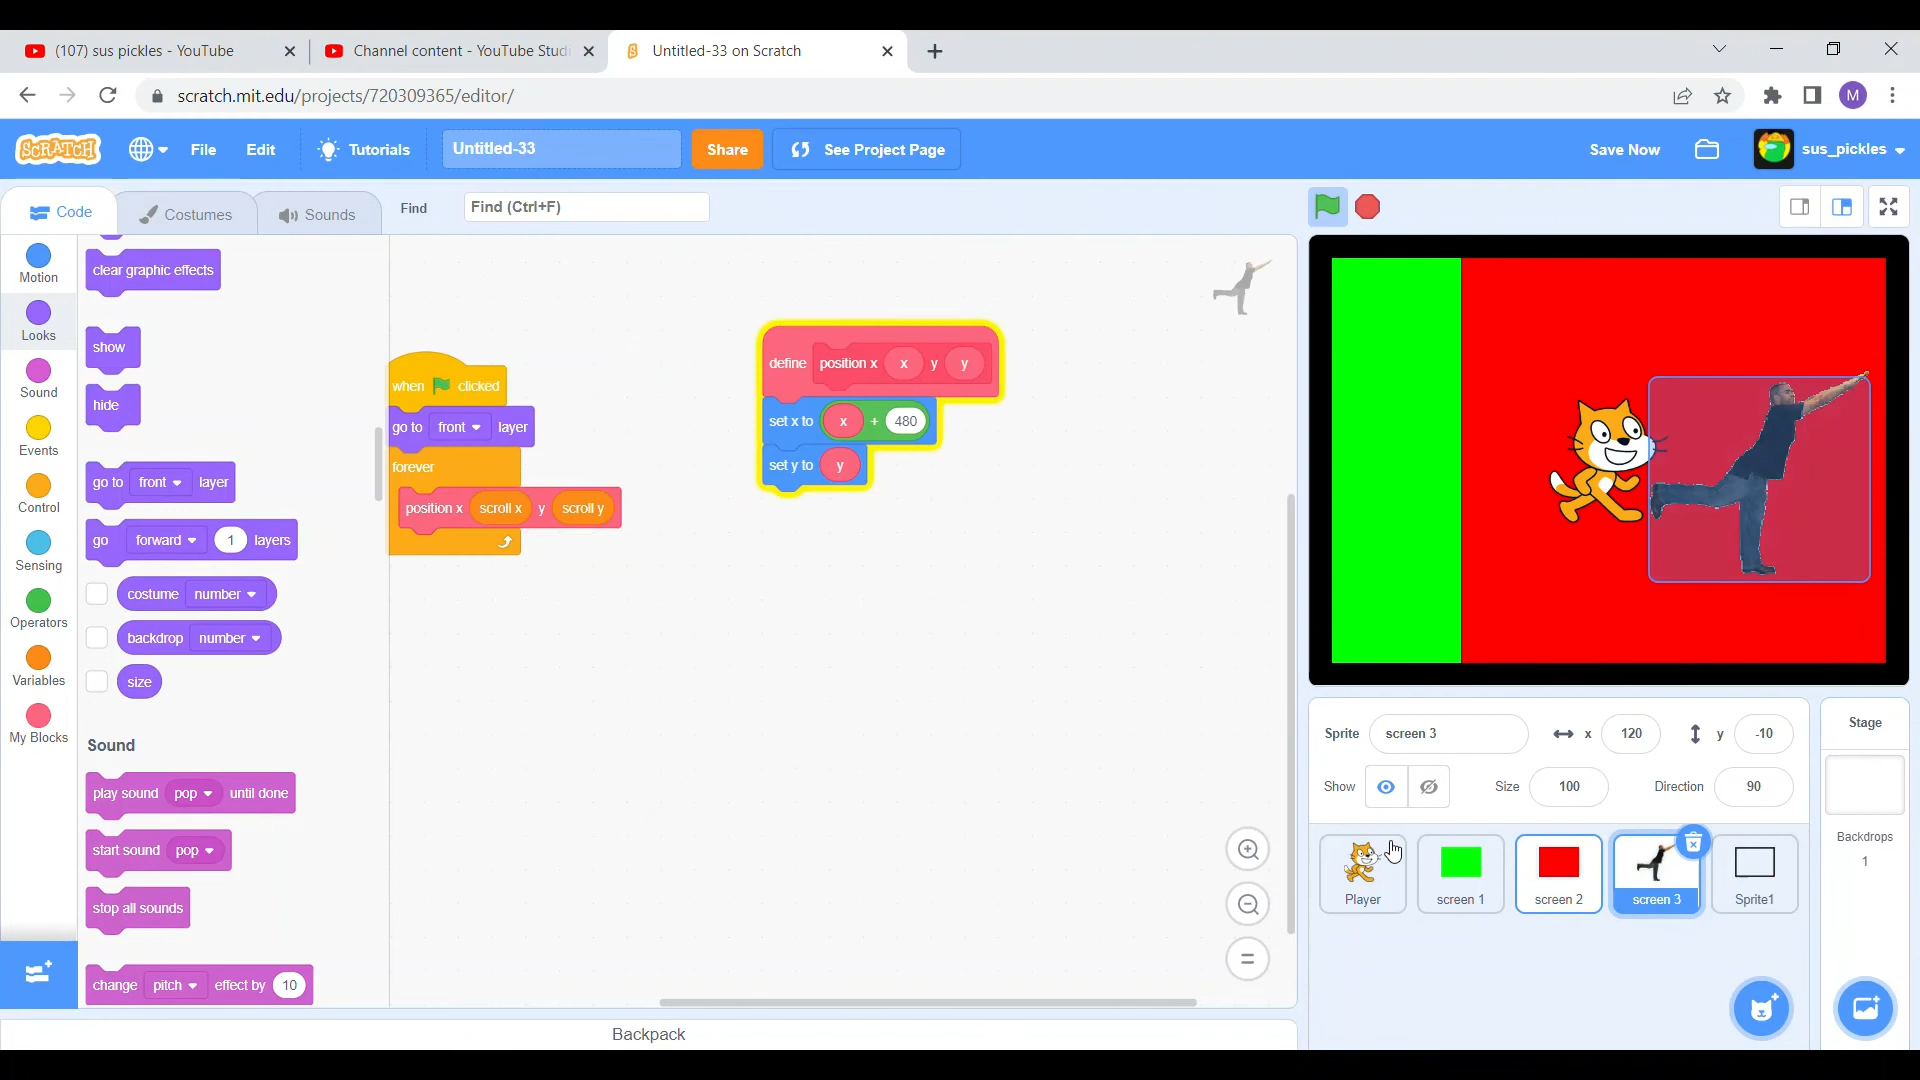 (107) sus pickles - YouTube
Channel content - YouTube Studi
Untitled-33 on Scratch
scratch.mit.edu/projects/720309365/editor/
M
SCRATCH
File
Edit
Tutorials
Untitled-33
Share
See Project Page
Save Now
sus_pickles
Code
Costumes
Sounds
Find
Find (Ctrl+F)
Motion
Looks
Sound
Events
Control
Sensing
Operators
Variables
My Blocks
clear graphic effects
show
hide
go to front layer
go forward 1 layers
costume number
backdrop number
size
Sound
play sound pop until done
start sound pop
stop all sounds
change pitch effect by 10
when clicked
go to front layer
forever
position x scroll x y scroll y
define position x x y y
set x to x + 480
set y to y
Backpack
Sprite screen 3 x 120 y -10
Show Size 100 Direction 90
Player
screen 1
screen 2
screen 3
Sprite1
Stage
Backdrops
1